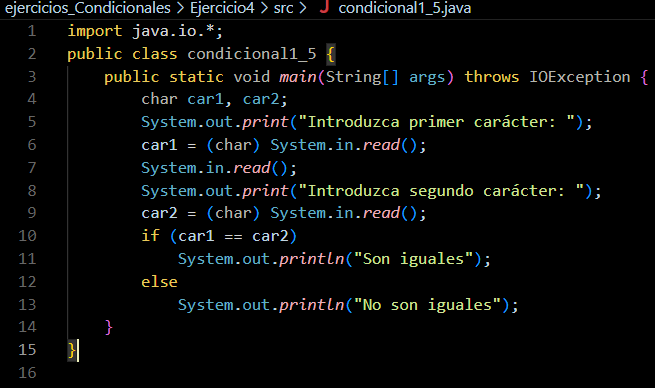 ejercicios_Condicionales > Ejercicio4 > src > J condicional1_5.java
1 import java.io.*;
2 public class condicional1_5 {
3 public static void main(String[] args) throws IOException {
4 char car1, car2;
5 System.out.print("Introduzca primer carácter: ");
6 car1 = (char) System.in.read();
7 System.in.read();
8 System.out.print("Introduzca segundo carácter: ");
9 car2 = (char) System.in.read();
10 if (car1 == car2)
11 System.out.println("Son iguales");
12 else
13 System.out.println("No son iguales");
14 }
15 }
16